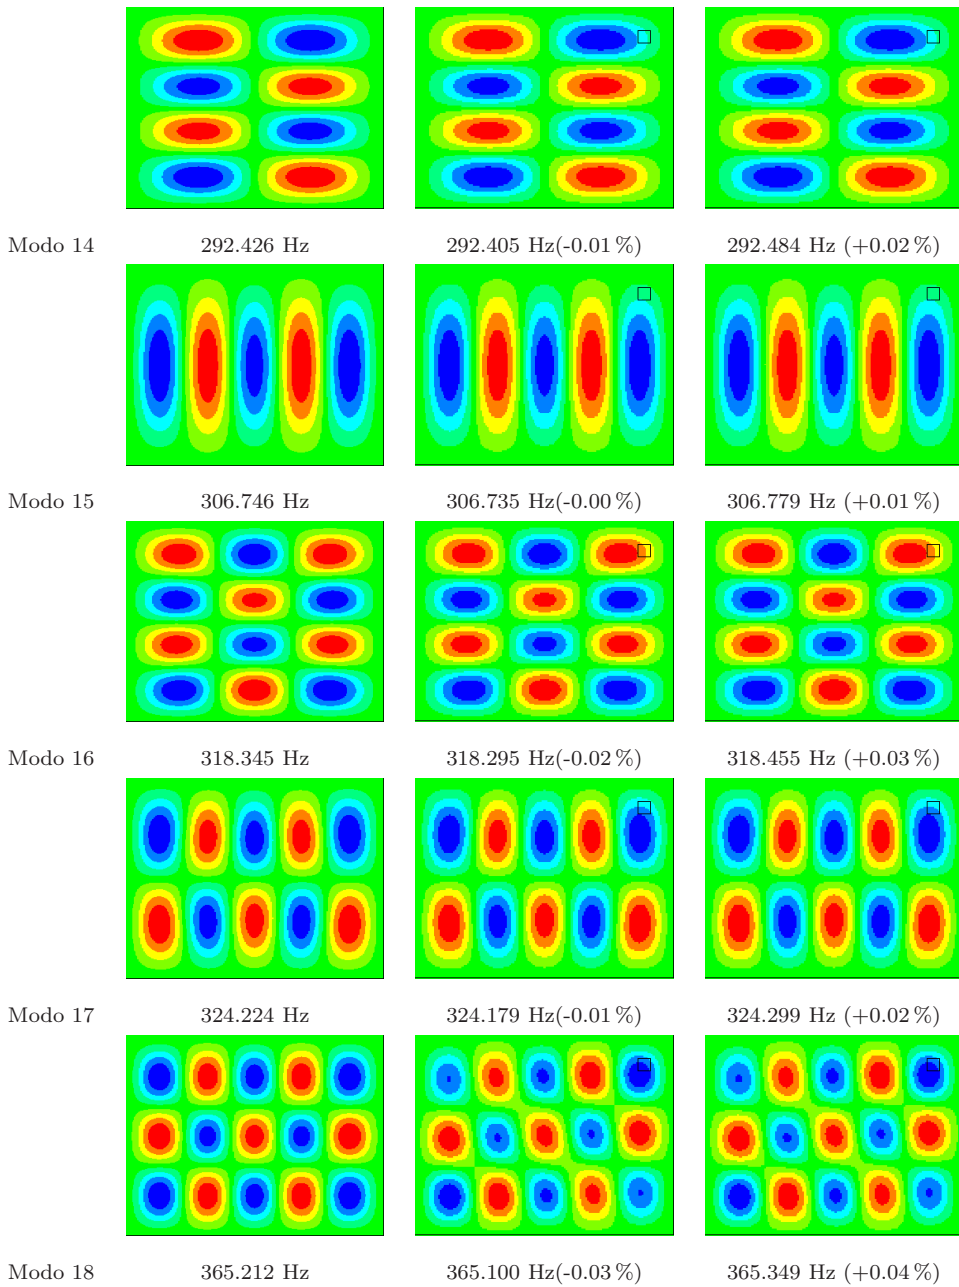 Modo 14 292.426 Hz 292.405 Hz(-0.01 %) 292.484 Hz (+0.02 %)
Modo 15 306.746 Hz 306.735 Hz(-0.00 %) 306.779 Hz (+0.01 %)
Modo 16 318.345 Hz 318.295 Hz(-0.02 %) 318.455 Hz (+0.03 %)
Modo 17 324.224 Hz 324.179 Hz(-0.01 %) 324.299 Hz (+0.02 %)
Modo 18 365.212 Hz 365.100 Hz(-0.03 %) 365.349 Hz (+0.04 %)